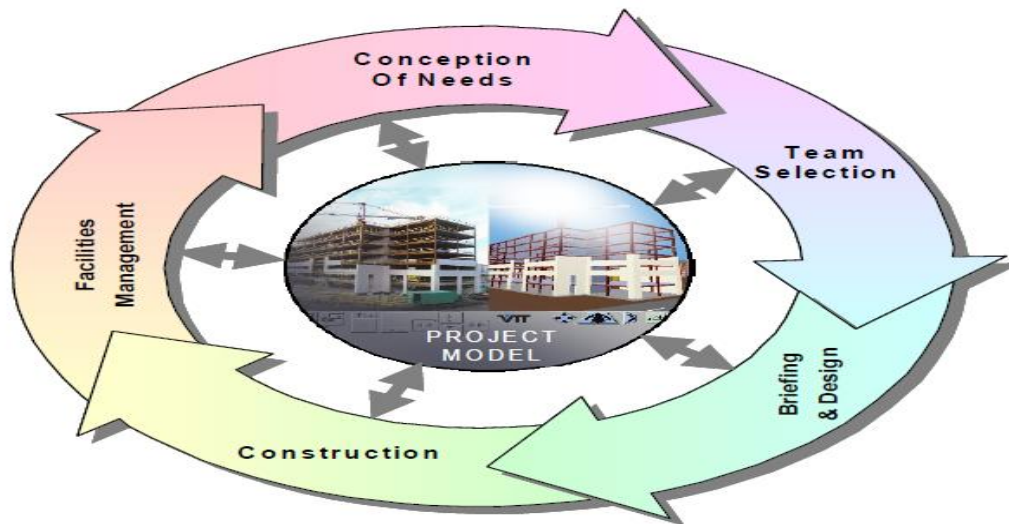 Conception
Of Needs
Team
Selection
Briefing
& Design
Construction
Facilities
Management
VTT
PROJECT
MODEL